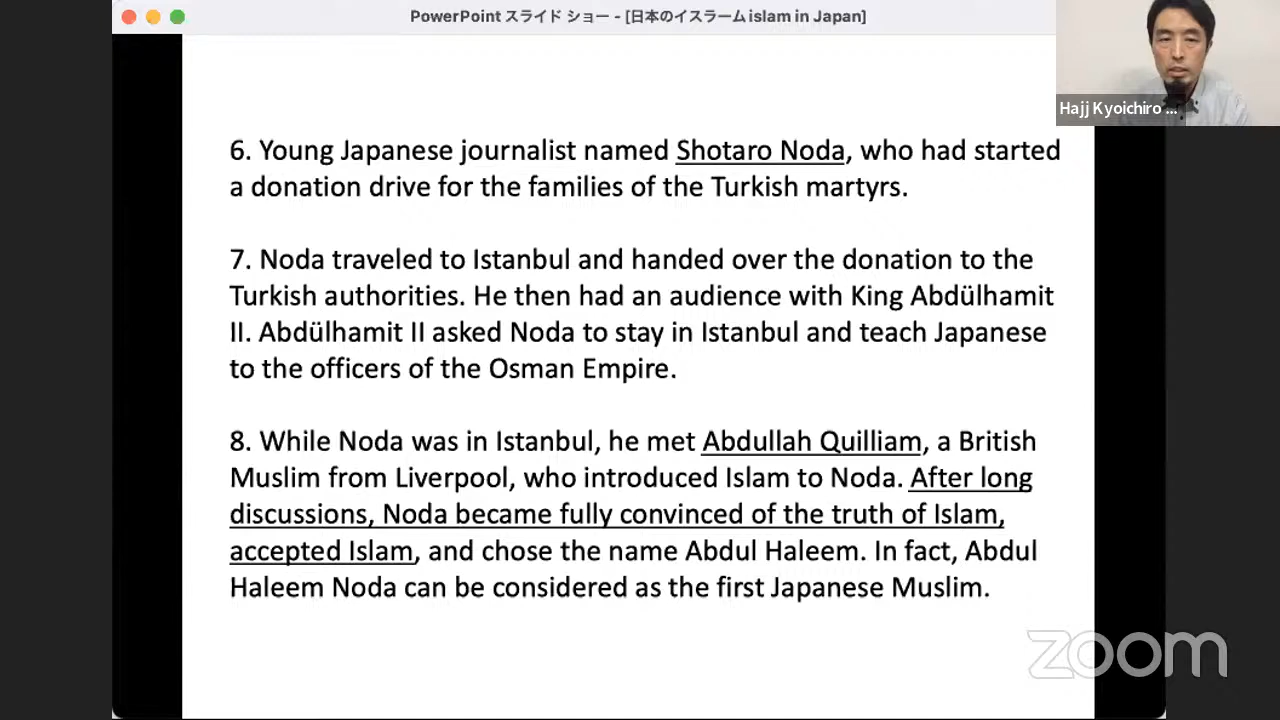 PowerPoint スライド ショー - [日本のイスラーム islam in Japan]
Hajj Kyoichiro ...
6. Young Japanese journalist named Shotaro Noda, who had started
a donation drive for the families of the Turkish martyrs.
7. Noda traveled to Istanbul and handed over the donation to the
Turkish authorities. He then had an audience with King Abdülhamit
II. Abdülhamit II asked Noda to stay in Istanbul and teach Japanese
to the officers of the Osman Empire.
8. While Noda was in Istanbul, he met Abdullah Quilliam, a British
Muslim from Liverpool, who introduced Islam to Noda. After long
discussions, Noda became fully convinced of the truth of Islam,
accepted Islam, and chose the name Abdul Haleem. In fact, Abdul
Haleem Noda can be considered as the first Japanese Muslim.
zoom